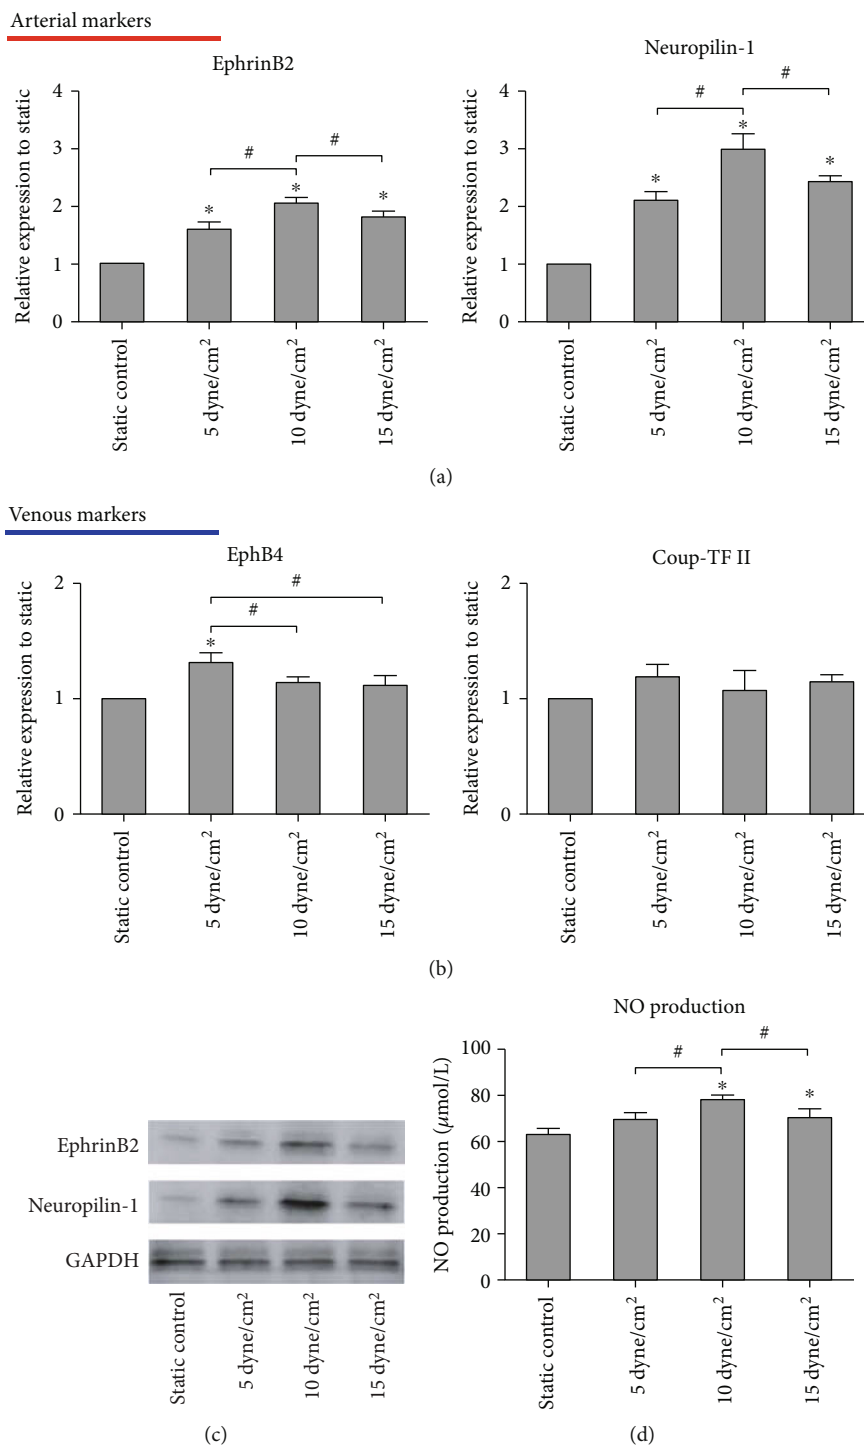 Arterial markers
EphrinB2
Relative expression to static
4
3
2
1
0
#
#
*
*
*
Static control
5 dyne/cm²
10 dyne/cm²
15 dyne/cm²
Neuropilin-1
Relative expression to static
4
3
2
1
0
#
#
*
*
*
Static control
5 dyne/cm²
10 dyne/cm²
15 dyne/cm²
(a)
Venous markers
EphB4
Relative expression to static
2
1
0
#
#
*
Static control
5 dyne/cm²
10 dyne/cm²
15 dyne/cm²
Coup-TF II
Relative expression to static
2
1
0
Static control
5 dyne/cm²
10 dyne/cm²
15 dyne/cm²
(b)
EphrinB2
Neuropilin-1
GAPDH
Static control
5 dyne/cm²
10 dyne/cm²
15 dyne/cm²
(c)
NO production
NO production (μmol/L)
100
80
60
40
20
0
#
#
*
*
Static control
5 dyne/cm²
10 dyne/cm²
15 dyne/cm²
(d)